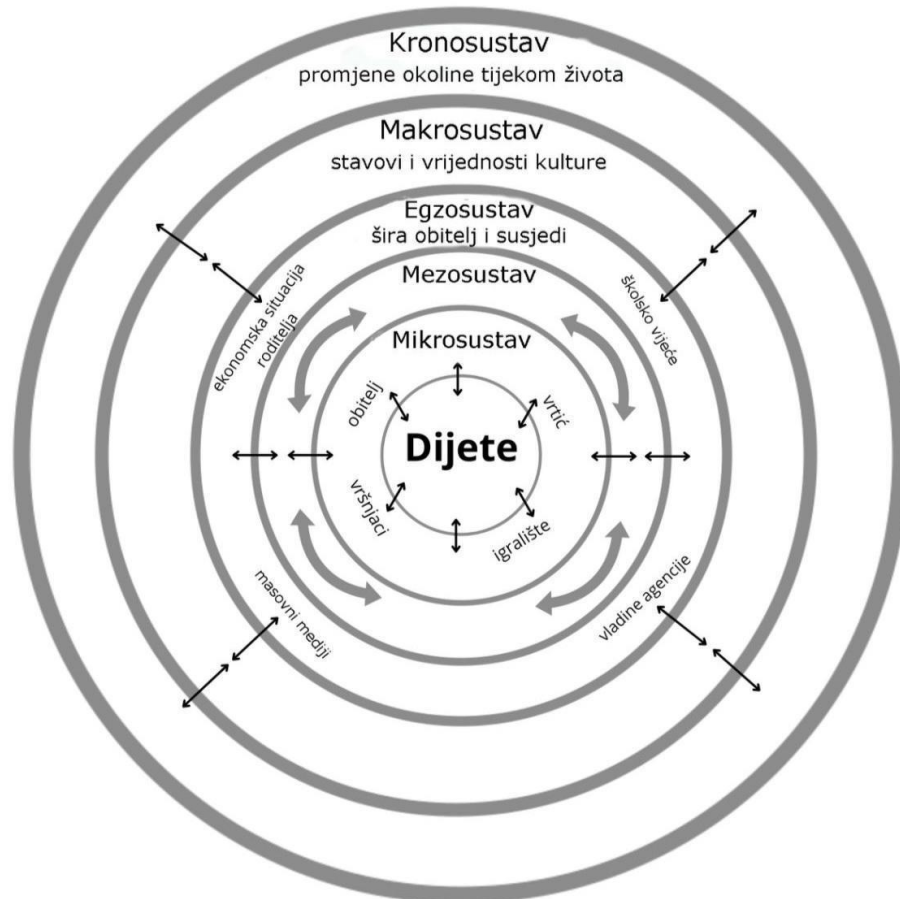 Kronosustav
promjene okoline tijekom života
Makrosustav
stavovi i vrijednosti kulture
Egzosustav
šira obitelj i susjedi
Mezosustav
ekonomska situacija
roditelja
školsko vijeće
Mikrosustav
obitelj
vrtić
Dijete
vršnjaci
igralište
masovni mediji
vladine agencije